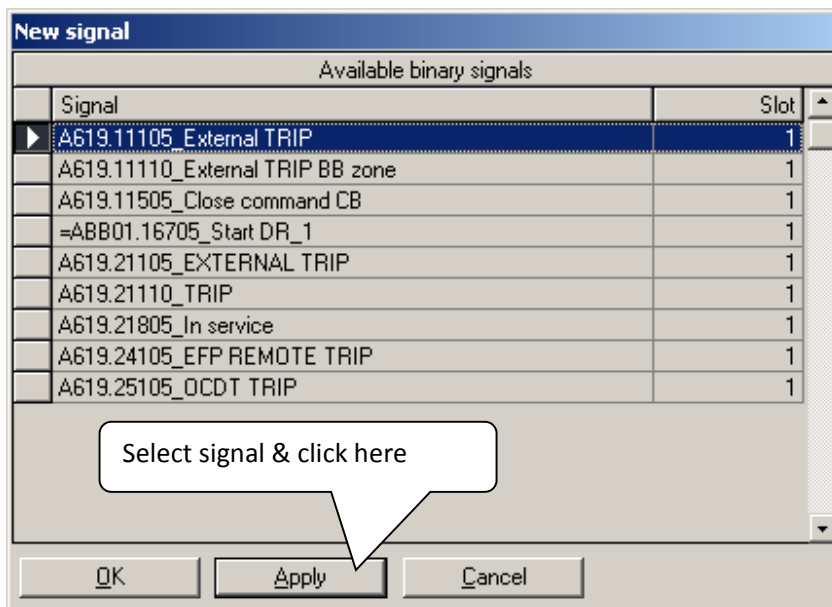 New signal
Available binary signals
Signal Slot
A619.11105_External TRIP 1
A619.11110_External TRIP BB zone 1
A619.11505_Close command CB 1
=ABB01.16705_Start DR_1 1
A619.21105_EXTERNAL TRIP 1
A619.21110_TRIP 1
A619.21805_In service 1
A619.24105_EFP REMOTE TRIP 1
A619.25105_OCDT TRIP 1
Select signal & click here
OK Apply Cancel